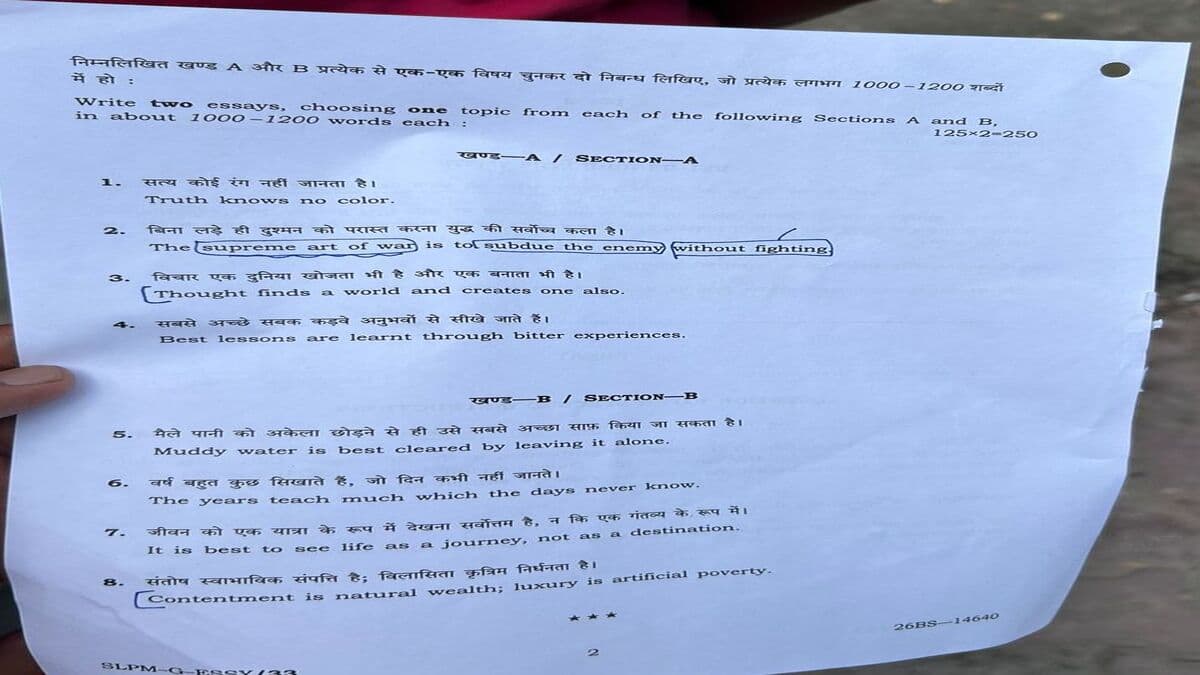 निम्नलिखित खण्ड A और B प्रत्येक से एक-एक विषय चुनकर दो निबन्ध लिखिए, जो प्रत्येक लगभग 1000–1200 शब्दों
में हो :
Write two essays, choosing one topic from each of the following Sections A and B,
in about 1000–1200 words each :
125×2=250
खण्ड—A / SECTION—A
1. सत्य कोई रंग नहीं जानता है।
Truth knows no color.
2. बिना लड़े ही दुश्मन को परास्त करना युद्ध की सर्वोच्च कला है।
The supreme art of war is to subdue the enemy without fighting.
3. विचार एक दुनिया खोजता भी है और एक बनाता भी है।
Thought finds a world and creates one also.
4. सबसे अच्छे सबक कड़वे अनुभवों से सीखे जाते हैं।
Best lessons are learnt through bitter experiences.
खण्ड—B / SECTION—B
5. मैले पानी को अकेला छोड़ने से ही उसे सबसे अच्छा साफ़ किया जा सकता है।
Muddy water is best cleared by leaving it alone.
6. वर्ष बहुत कुछ सिखाते हैं, जो दिन कभी नहीं जानते।
The years teach much which the days never know.
7. जीवन को एक यात्रा के रूप में देखना सर्वोत्तम है, न कि एक गंतव्य के रूप में।
It is best to see life as a journey, not as a destination.
8. संतोष स्वाभाविक संपत्ति है; विलासिता कृत्रिम निर्धनता है।
Contentment is natural wealth; luxury is artificial poverty.
★ ★ ★
SLPM-G-ESSY/33
2
26BS—14640